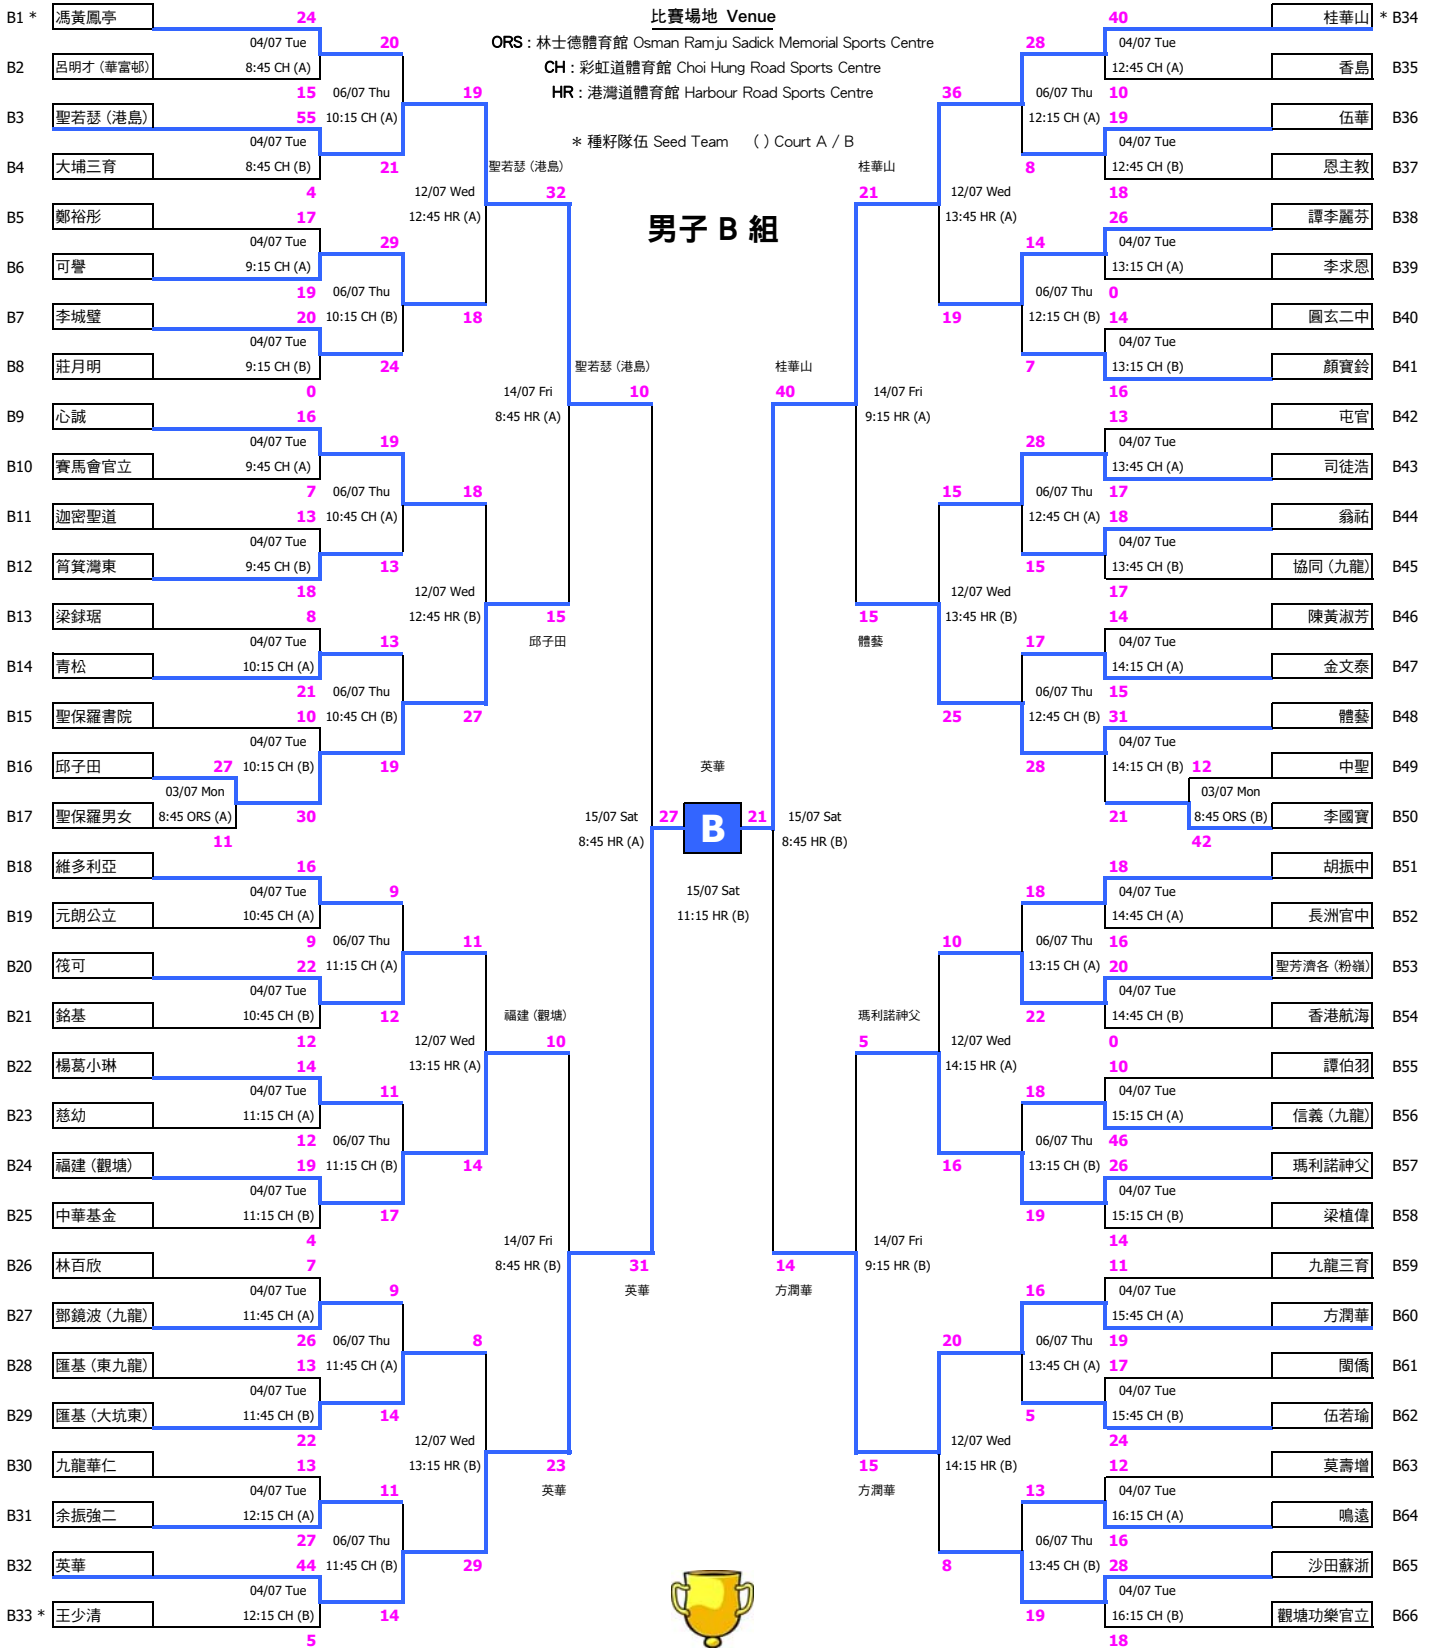 比賽場地 Venue
ORS : 林士德體育館 Osman Ramju Sadick Memorial Sports Centre
CH : 彩虹道體育館 Choi Hung Road Sports Centre
HR : 港灣道體育館 Harbour Road Sports Centre
* 種籽隊伍 Seed Team ( ) Court A / B
男子 B 組
B1 * 馮黃鳳亭 24
04/07 Tue 20
B2 呂明才 (華富邨) 8:45 CH (A)
15 06/07 Thu 19
B3 聖若瑟 (港島) 55 10:15 CH (A)
04/07 Tue
B4 大埔三育 8:45 CH (B) 21 聖若瑟 (港島)
4 12/07 Wed 32
B5 鄭裕彤 17 12:45 HR (A)
04/07 Tue 29
B6 可譽 9:15 CH (A)
19 06/07 Thu
B7 李城璧 20 10:15 CH (B) 18
04/07 Tue
B8 莊月明 9:15 CH (B) 24 聖若瑟 (港島)
0 14/07 Fri 10
B9 心誠 16 8:45 HR (A)
04/07 Tue 19
B10 賽馬會官立 9:45 CH (A)
7 06/07 Thu 18
B11 迦密聖道 13 10:45 CH (A)
04/07 Tue
B12 筲箕灣東 9:45 CH (B) 13
18 12/07 Wed
B13 梁銶琚 8 12:45 HR (B) 15
04/07 Tue 13 邱子田
B14 青松 10:15 CH (A)
21 06/07 Thu
B15 聖保羅書院 10 10:45 CH (B) 27
04/07 Tue
B16 邱子田 27 10:15 CH (B) 19
03/07 Mon
B17 聖保羅男女 8:45 ORS (A) 30
11
15/07 Sat 27
8:45 HR (A)
英華
B
15/07 Sat
11:15 HR (B)
B18 維多利亞 16
04/07 Tue 9
B19 元朗公立 10:45 CH (A)
9 06/07 Thu 11
B20 筏可 22 11:15 CH (A)
04/07 Tue
B21 銘基 10:45 CH (B) 12 福建 (觀塘)
12 12/07 Wed 10
B22 楊葛小琳 14 13:15 HR (A)
04/07 Tue 11
B23 慈幼 11:15 CH (A)
12 06/07 Thu
B24 福建 (觀塘) 19 11:15 CH (B) 14
04/07 Tue
B25 中華基金 11:15 CH (B) 17
4 14/07 Fri
B26 林百欣 7 8:45 HR (B) 31
04/07 Tue 9 英華
B27 鄧鏡波 (九龍) 11:45 CH (A)
26 06/07 Thu 8
B28 匯基 (東九龍) 13 11:45 CH (A)
04/07 Tue
B29 匯基 (大坑東) 11:45 CH (B) 14
22 12/07 Wed
B30 九龍華仁 13 13:15 HR (B) 23
04/07 Tue 11 英華
B31 余振強二 12:15 CH (A)
27 06/07 Thu
B32 英華 44 11:45 CH (B) 29
04/07 Tue
B33 * 王少清 12:15 CH (B) 14
5
40 桂華山 * B34
28 04/07 Tue
12:45 CH (A) 香島 B35
36 06/07 Thu 10
12:15 CH (A) 19 伍華 B36
04/07 Tue
桂華山 8 12:45 CH (B) 恩主教 B37
21 12/07 Wed 18
13:45 HR (A) 26 譚李麗芬 B38
14 04/07 Tue
13:15 CH (A) 李求恩 B39
06/07 Thu 0
19 12:15 CH (B) 14 圓玄二中 B40
04/07 Tue
桂華山 7 13:15 CH (B) 顏寶鈴 B41
40 14/07 Fri 16
9:15 HR (A) 13 屯官 B42
28 04/07 Tue
13:45 CH (A) 司徒浩 B43
15 06/07 Thu 17
12:45 CH (A) 18 翁祐 B44
04/07 Tue
15 13:45 CH (B) 協同 (九龍) B45
12/07 Wed 17
15 13:45 HR (B) 14 陳黃淑芳 B46
體藝 17 04/07 Tue
14:15 CH (A) 金文泰 B47
06/07 Thu 15
25 12:45 CH (B) 31 體藝 B48
04/07 Tue
28 14:15 CH (B) 12 中聖 B49
03/07 Mon
21 8:45 ORS (B) 李國寶 B50
42
21 15/07 Sat
8:45 HR (B)
18 胡振中 B51
18 04/07 Tue
14:45 CH (A) 長洲官中 B52
10 06/07 Thu 16
13:15 CH (A) 20 聖芳濟各 (粉嶺) B53
04/07 Tue
瑪利諾神父 22 14:45 CH (B) 香港航海 B54
5 12/07 Wed 0
14:15 HR (A) 10 譚伯羽 B55
18 04/07 Tue
15:15 CH (A) 信義 (九龍) B56
06/07 Thu 46
16 13:15 CH (B) 26 瑪利諾神父 B57
04/07 Tue
19 15:15 CH (B) 梁植偉 B58
14/07 Fri 14
14 9:15 HR (B) 11 九龍三育 B59
方潤華 16 04/07 Tue
15:45 CH (A) 方潤華 B60
20 06/07 Thu 19
13:45 CH (A) 17 閩僑 B61
04/07 Tue
5 15:45 CH (B) 伍若瑜 B62
12/07 Wed 24
15 14:15 HR (B) 12 莫壽增 B63
方潤華 13 04/07 Tue
16:15 CH (A) 鳴遠 B64
06/07 Thu 16
8 13:45 CH (B) 28 沙田蘇浙 B65
04/07 Tue
19 16:15 CH (B) 觀塘功樂官立 B66
18